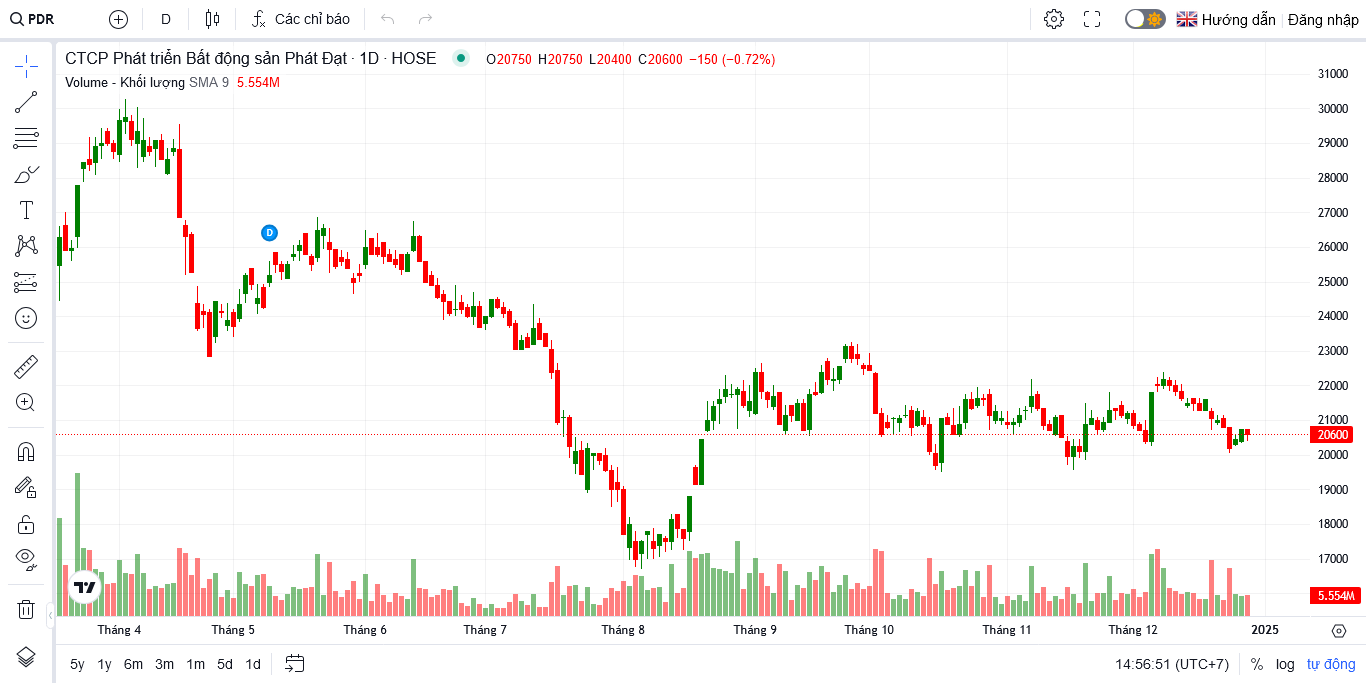 PDR D Các chỉ báo Hướng dẫn Đăng nhập
CTCP Phát triển Bất động sản Phát Đạt · 1D · HOSE O20750 H20750 L20400 C20600 −150 (−0.72%)
Volume - Khối lượng SMA 9 5.554M
31000
30000
29000
28000
27000
D
26000
25000
24000
23000
22000
21000
20600
20000
19000
18000
17000
5.554M
Tháng 4 Tháng 5 Tháng 6 Tháng 7 Tháng 8 Tháng 9 Tháng 10 Tháng 11 Tháng 12 2025
5y 1y 6m 3m 1m 5d 1d 14:56:51 (UTC+7) % log tự động